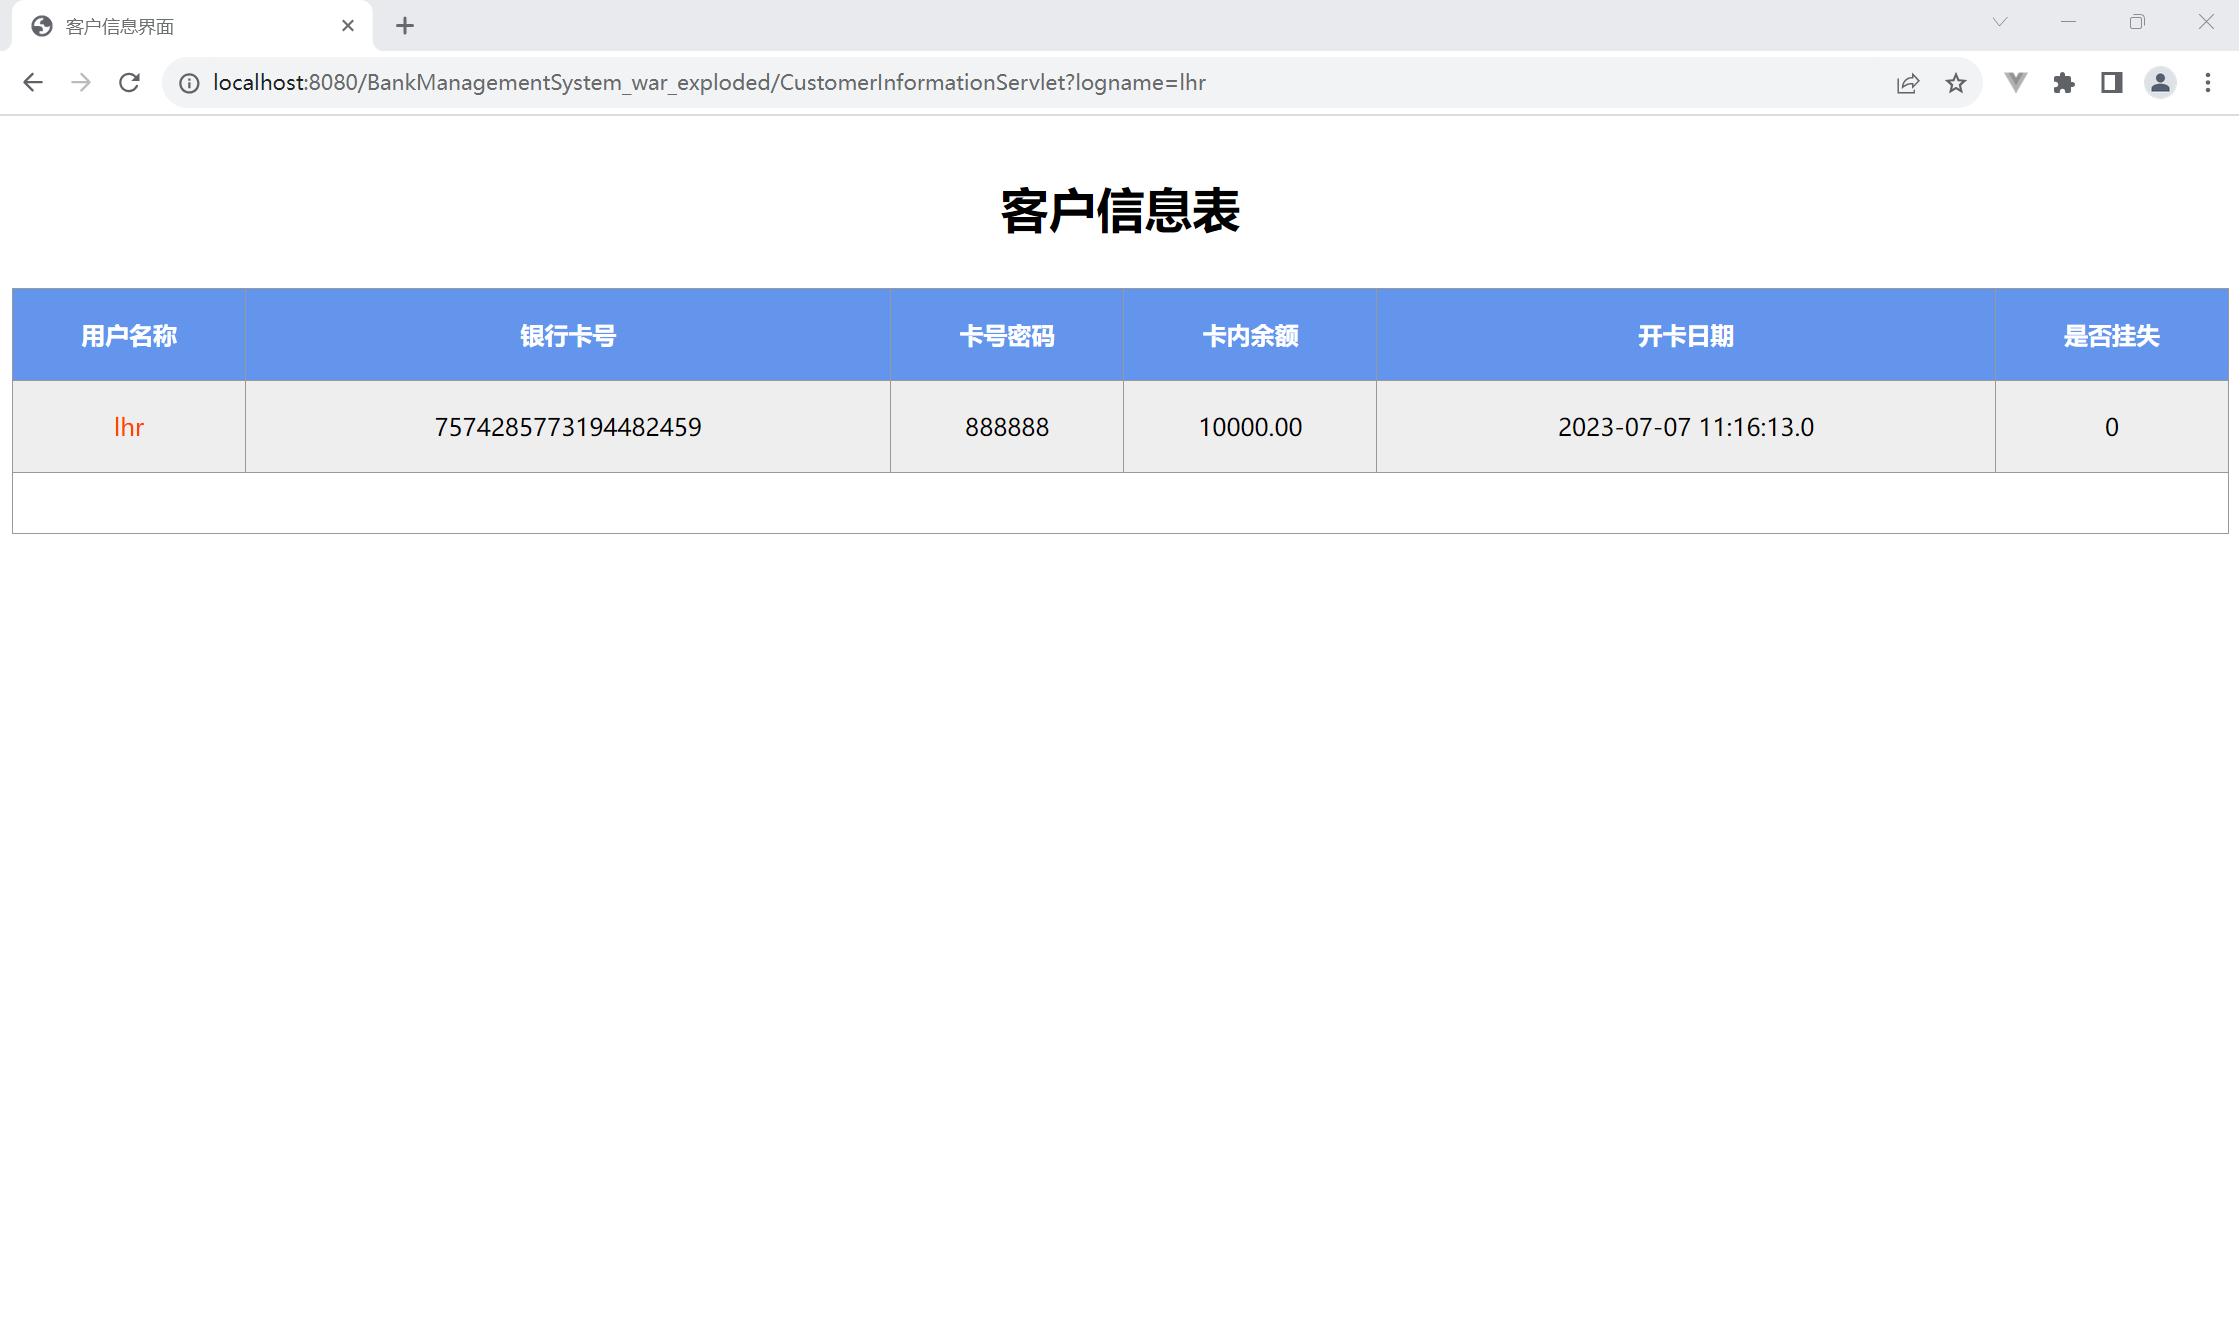 客户信息界面
localhost:8080/BankManagementSystem_war_exploded/CustomerInformationServlet?logname=lhr
客户信息表
用户名称 银行卡号 卡号密码 卡内余额 开卡日期 是否挂失
lhr 7574285773194482459 888888 10000.00 2023-07-07 11:16:13.0 0